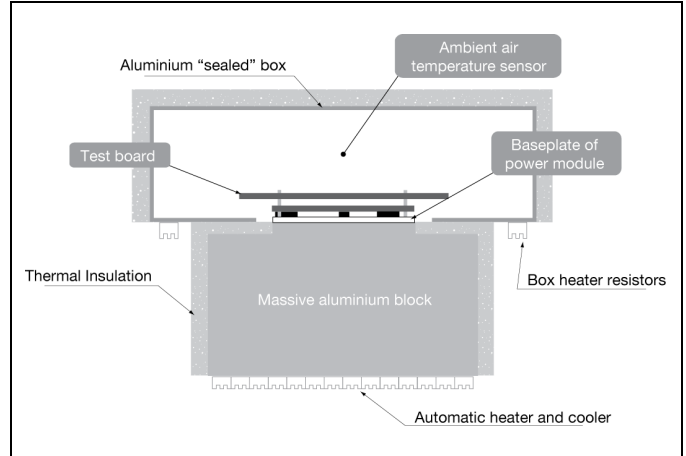 Ambient air
temperature sensor
Aluminium “sealed” box
Test board
Baseplate of
power module
Thermal Insulation
Box heater resistors
Massive aluminium block
Automatic heater and cooler